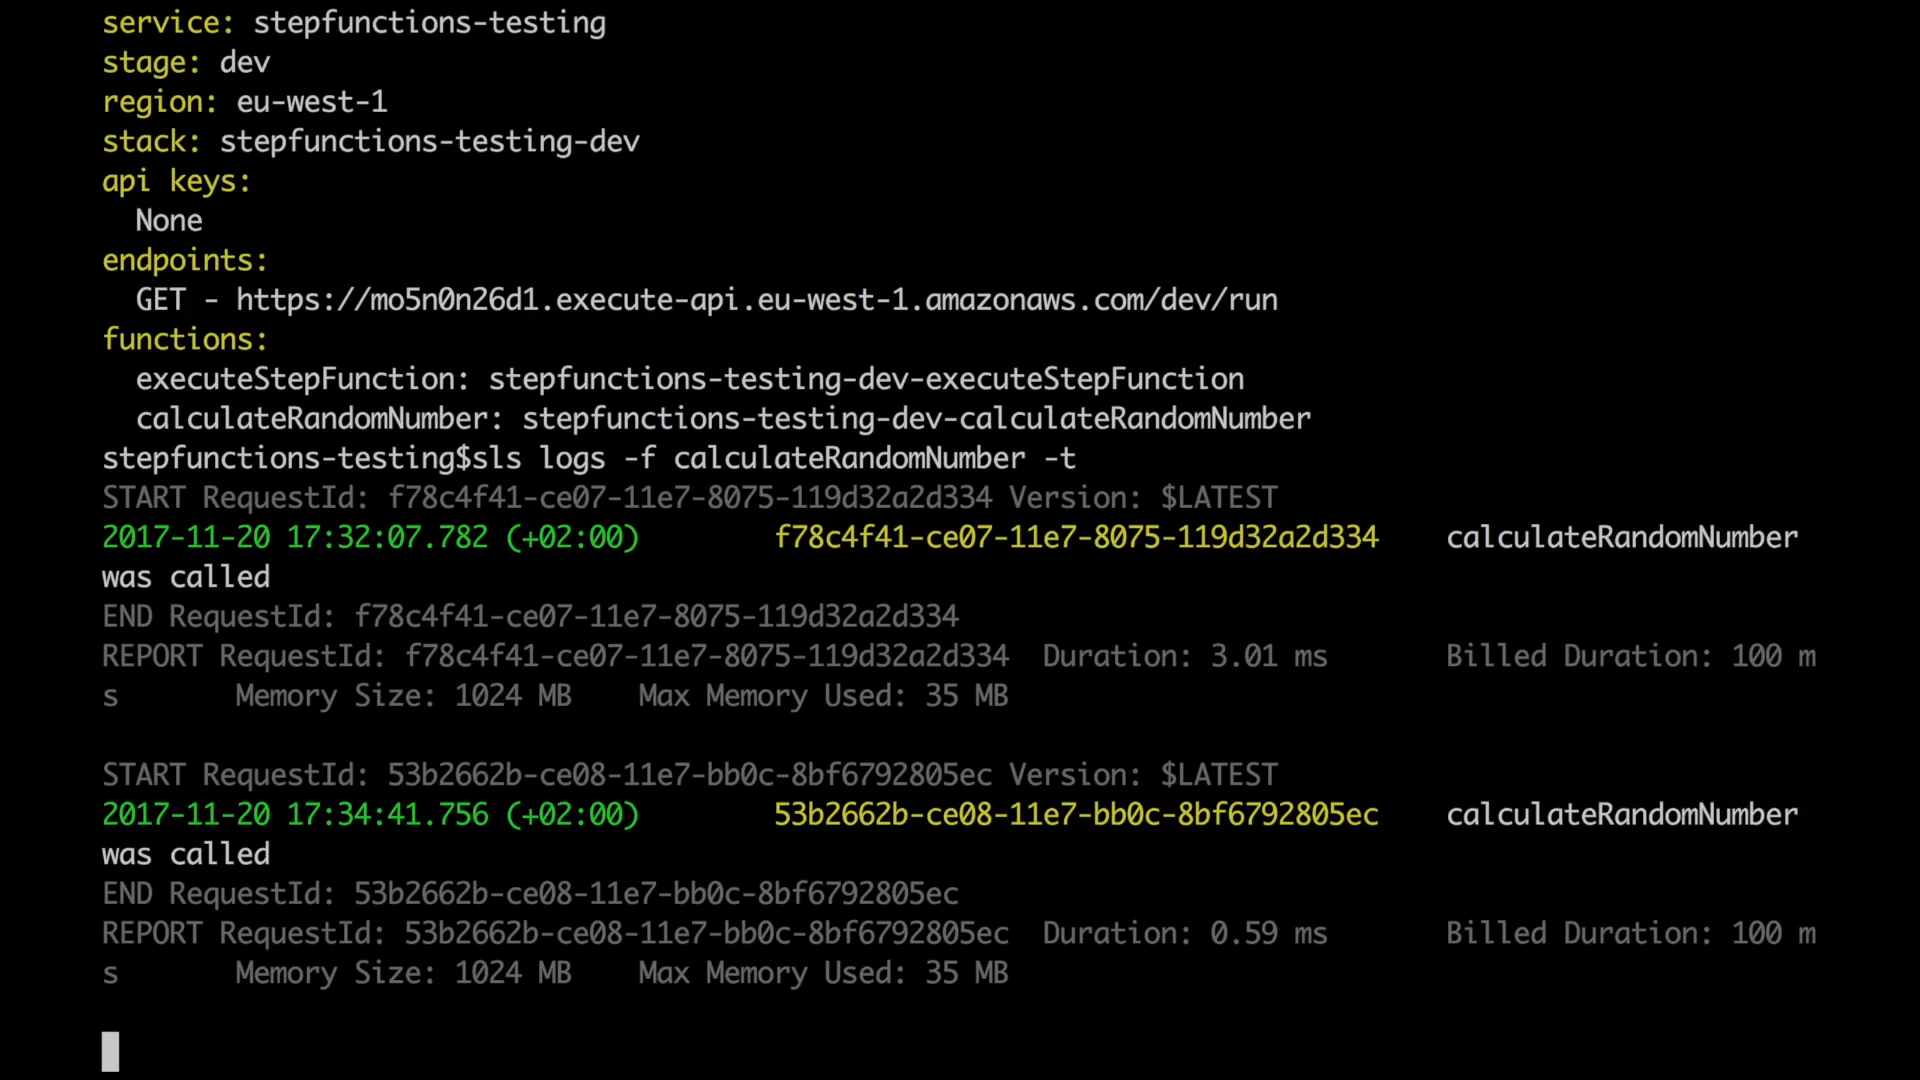 service: stepfunctions-testing
stage: dev
region: eu-west-1
stack: stepfunctions-testing-dev
api keys:
  None
endpoints:
  GET - https://mo5n0n26d1.execute-api.eu-west-1.amazonaws.com/dev/run
functions:
  executeStepFunction: stepfunctions-testing-dev-executeStepFunction
  calculateRandomNumber: stepfunctions-testing-dev-calculateRandomNumber
stepfunctions-testing$sls logs -f calculateRandomNumber -t
START RequestId: f78c4f41-ce07-11e7-8075-119d32a2d334 Version: $LATEST
2017-11-20 17:32:07.782 (+02:00)        f78c4f41-ce07-11e7-8075-119d32a2d334    calculateRandomNumber
was called
END RequestId: f78c4f41-ce07-11e7-8075-119d32a2d334
REPORT RequestId: f78c4f41-ce07-11e7-8075-119d32a2d334  Duration: 3.01 ms       Billed Duration: 100 m
s       Memory Size: 1024 MB    Max Memory Used: 35 MB
START RequestId: 53b2662b-ce08-11e7-bb0c-8bf6792805ec Version: $LATEST
2017-11-20 17:34:41.756 (+02:00)        53b2662b-ce08-11e7-bb0c-8bf6792805ec    calculateRandomNumber
was called
END RequestId: 53b2662b-ce08-11e7-bb0c-8bf6792805ec
REPORT RequestId: 53b2662b-ce08-11e7-bb0c-8bf6792805ec  Duration: 0.59 ms       Billed Duration: 100 m
s       Memory Size: 1024 MB    Max Memory Used: 35 MB